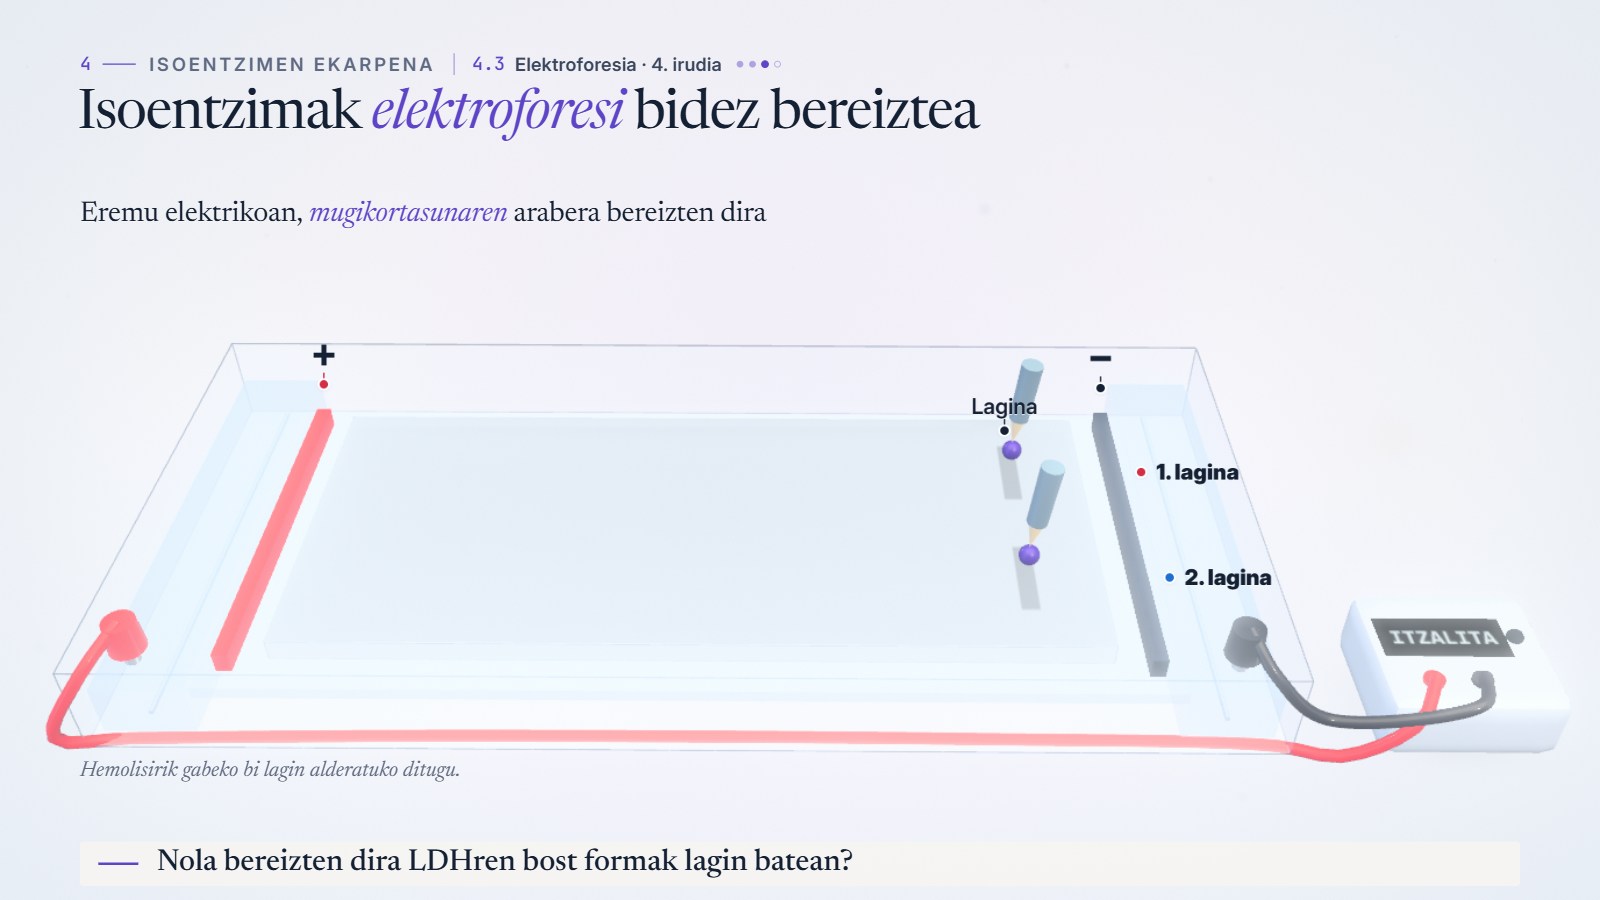 4 — ISOENTZIMEN EKARPENA | 4.3 Elektroforesia · 4. irudia
Isoentzimak elektroforesi bidez bereiztea
Eremu elektrikoan, mugikortasunaren arabera bereizten dira
+
−
Lagina
1. lagina
2. lagina
ITZALITA
Hemolisirik gabeko bi lagin alderatuko ditugu.
— Nola bereizten dira LDHren bost formak lagin batean?